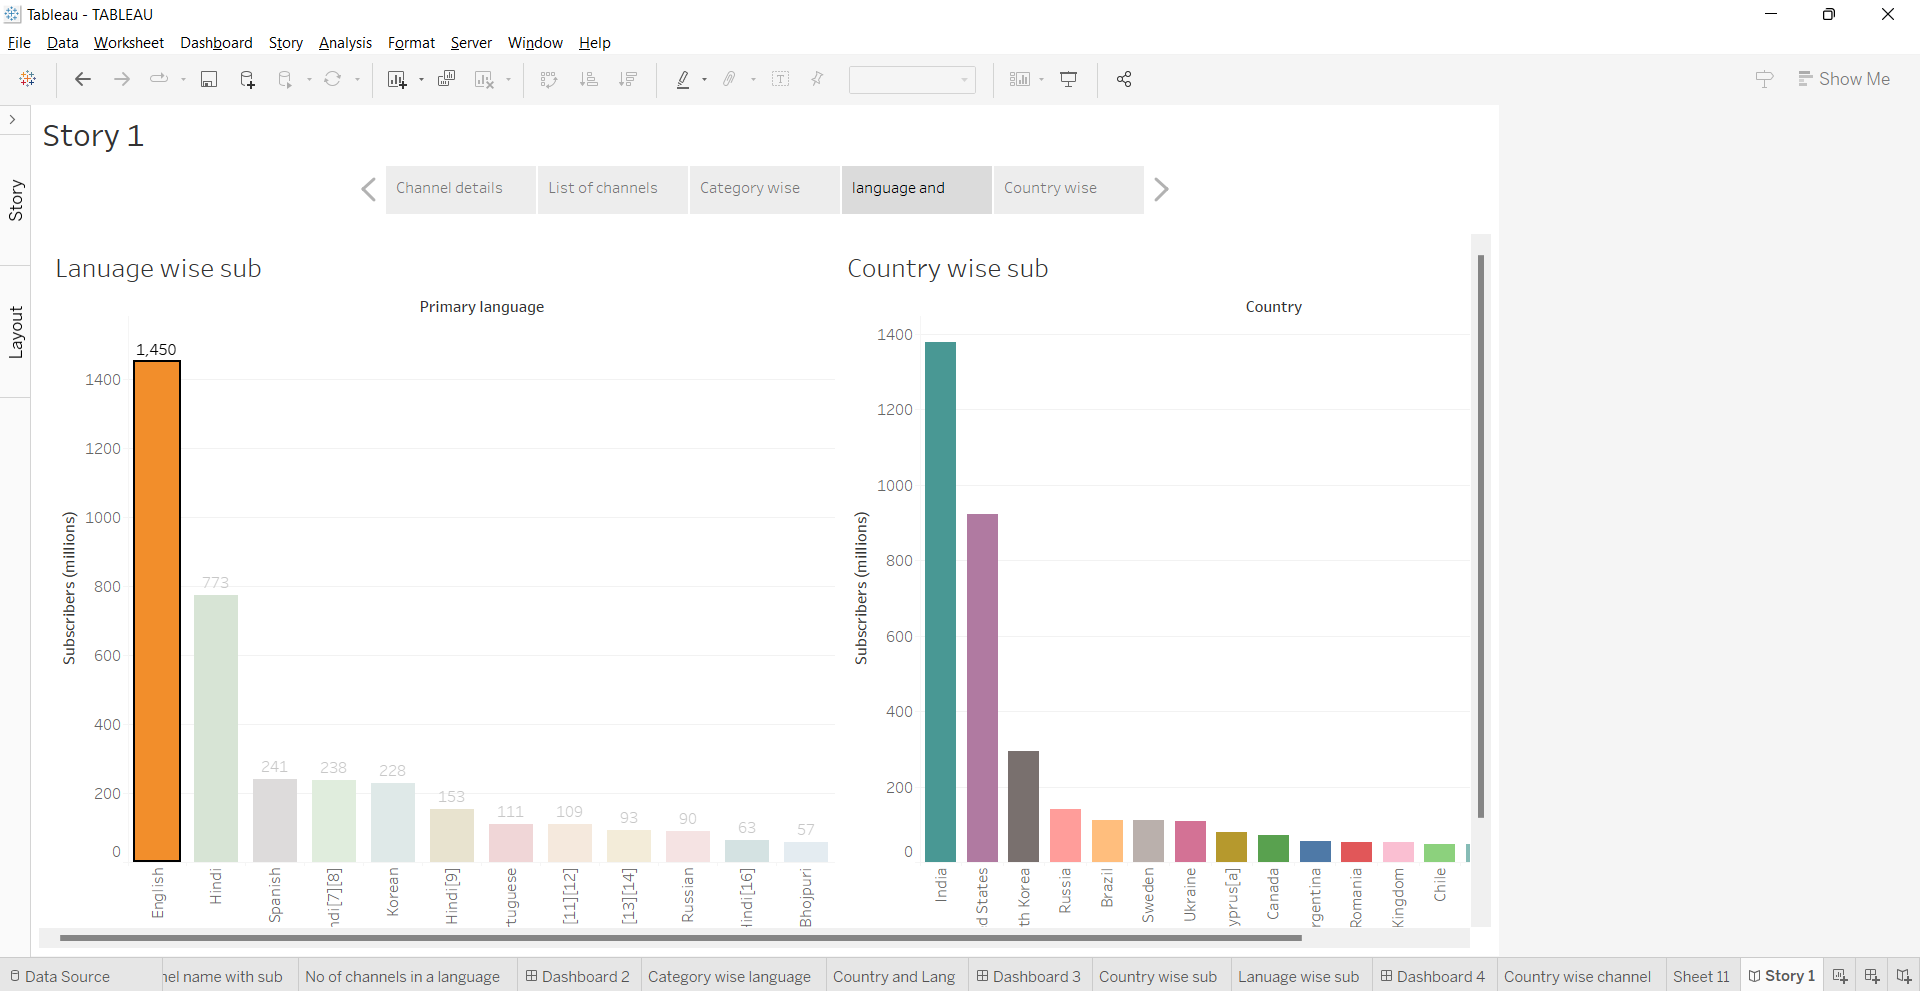 Tableau - TABLEAU
File Data Worksheet Dashboard Story Analysis Format Server Window Help
Show Me
Story
Layout
Story 1
Channel details
List of channels
Category wise
language and
Country wise
Lanuage wise sub
Primary language
Subscribers (millions)
1400
1200
1000
800
600
400
200
0
1,450
773
241
238
228
153
111
109
93
90
63
57
English
Hindi
Spanish
ndi[7][8]
Korean
Hindi[9]
tuguese
[11][12]
[13][14]
Russian
Hindi[16]
Bhojpuri
Country wise sub
Country
Subscribers (millions)
1400
1200
1000
800
600
400
200
0
India
d States
th Korea
Russia
Brazil
Sweden
Ukraine
yprus[a]
Canada
rgentina
Romania
Kingdom
Chile
Data Source
nel name with sub
No of channels in a language
Dashboard 2
Category wise language
Country and Lang
Dashboard 3
Country wise sub
Lanuage wise sub
Dashboard 4
Country wise channel
Sheet 11
Story 1